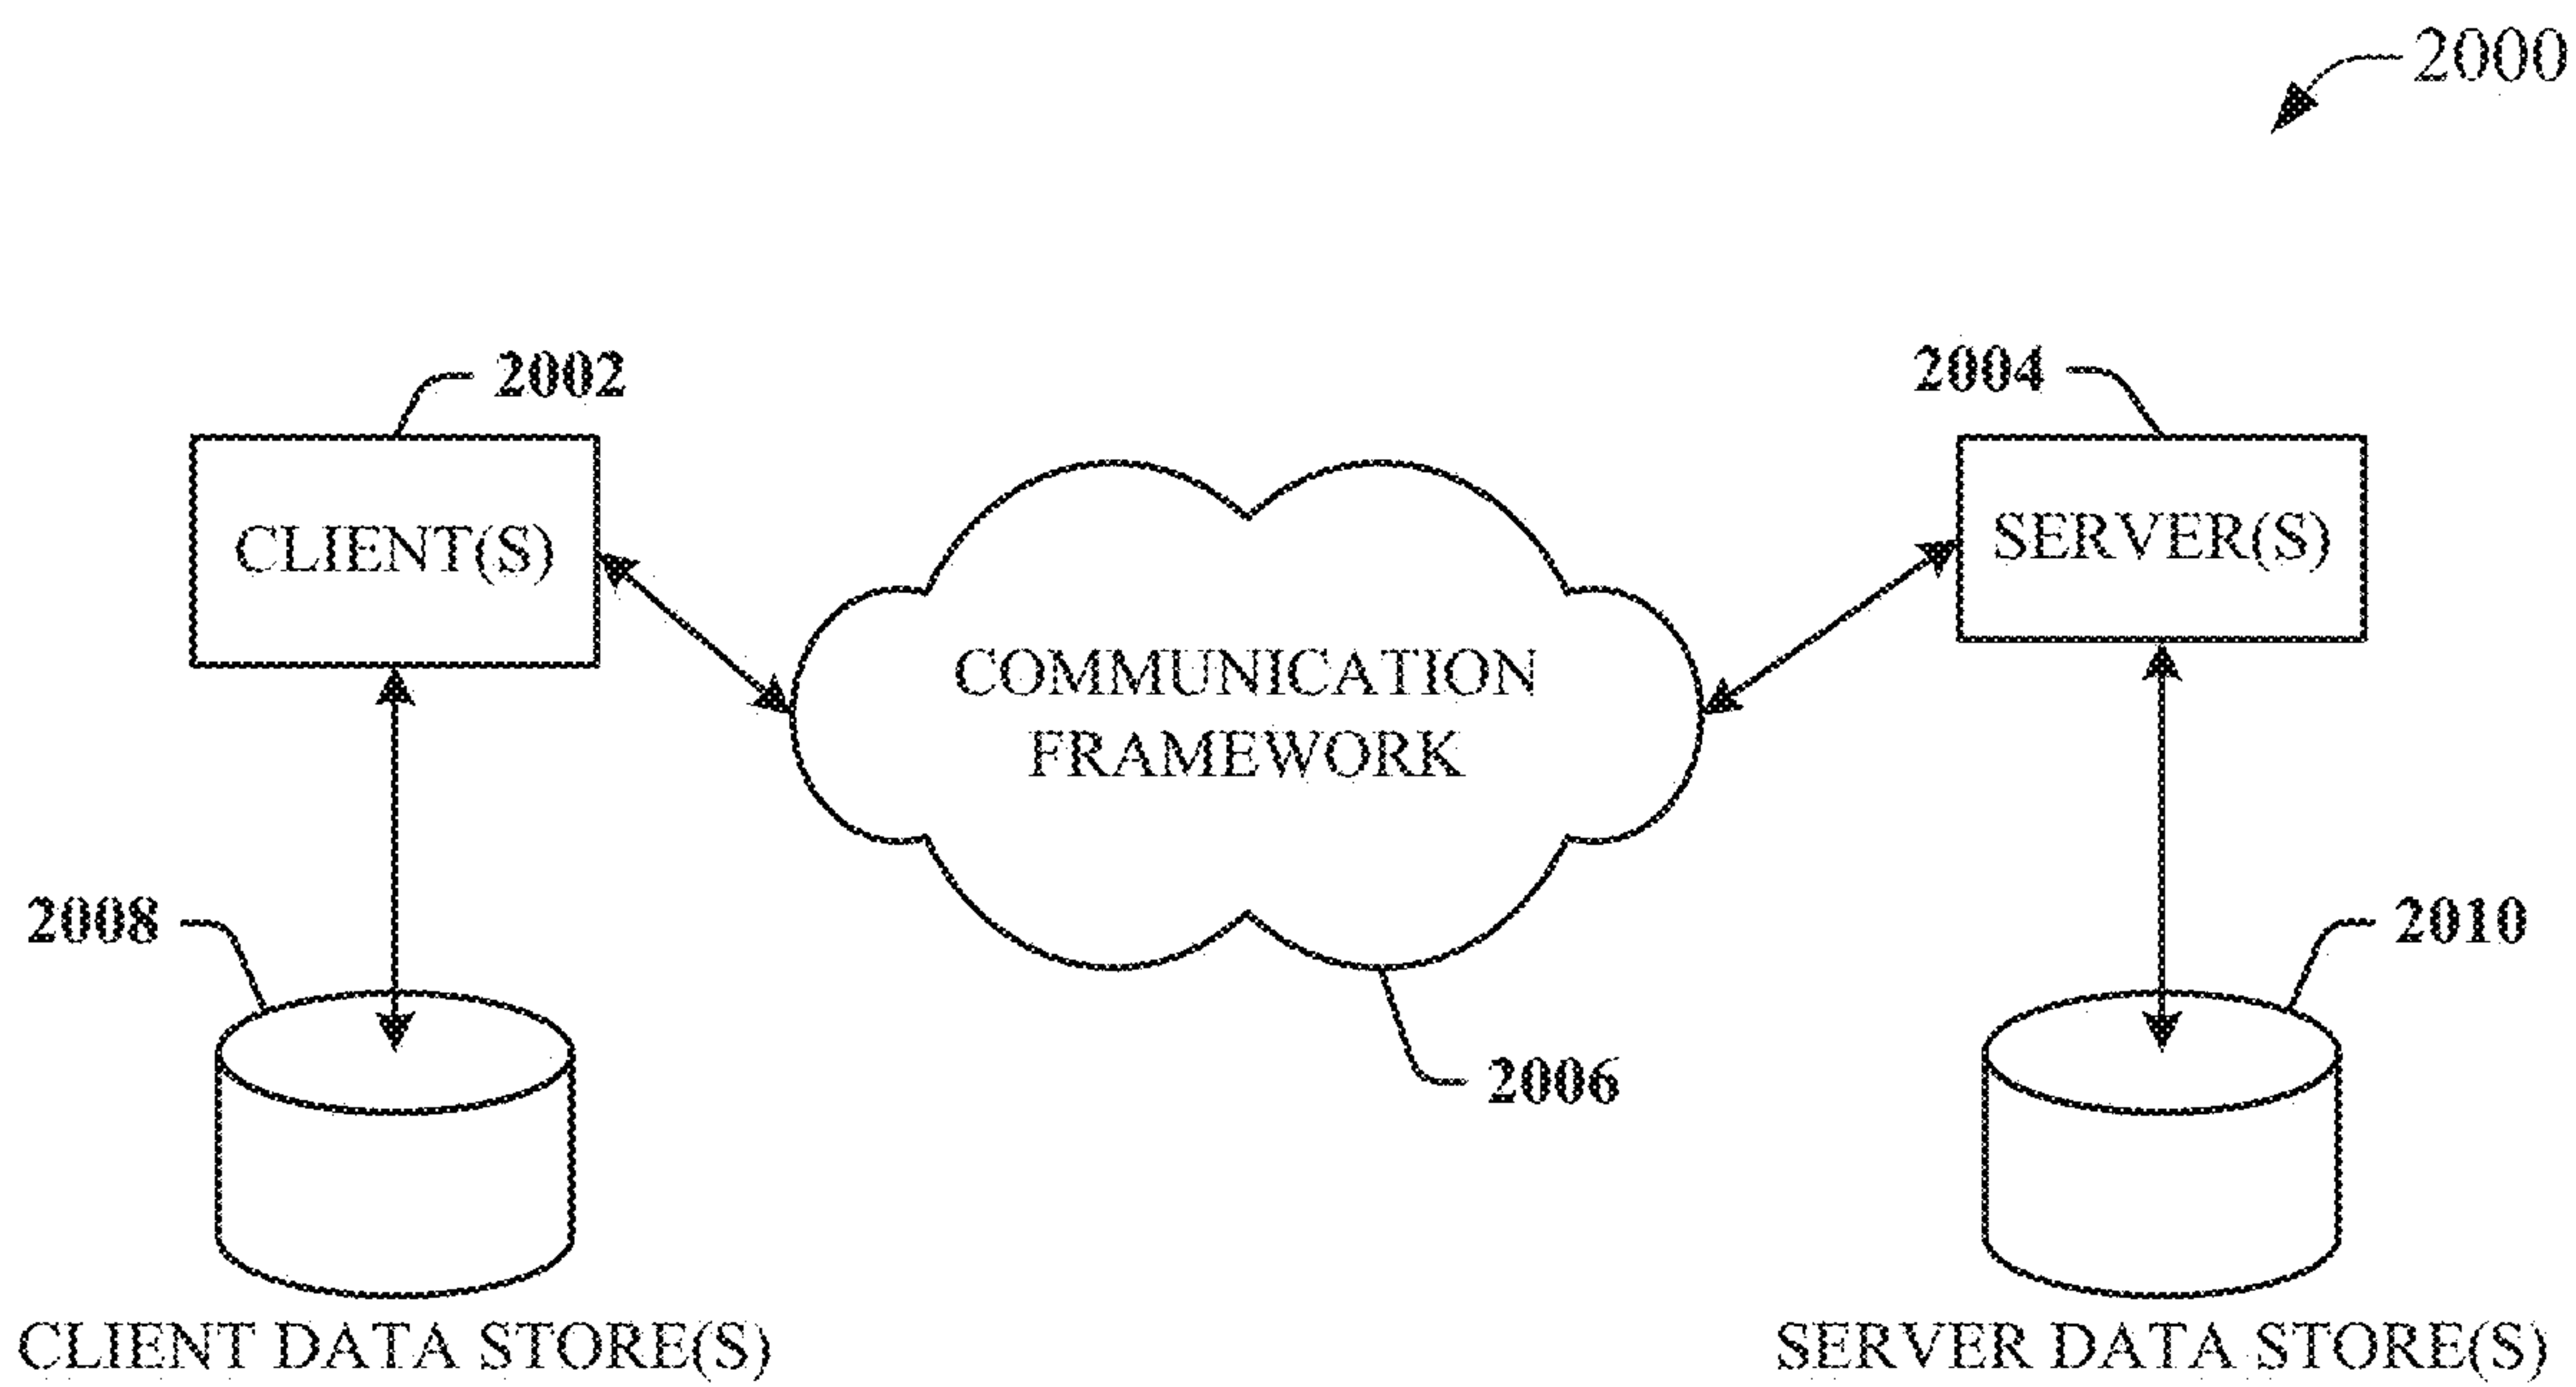 2000
2002
2004
CLIENT(S)
SERVER(S)
COMMUNICATION
FRAMEWORK
2008
2010
2006
CLIENT DATA STORE(S)
SERVER DATA STORE(S)